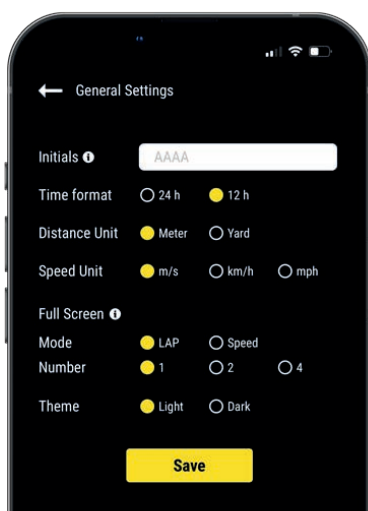 General Settings
Initials
AAAA
Time format 24 h 12 h
Distance Unit Meter Yard
Speed Unit m/s km/h mph
Full Screen
Mode LAP Speed
Number 1 2 4
Theme Light Dark
Save